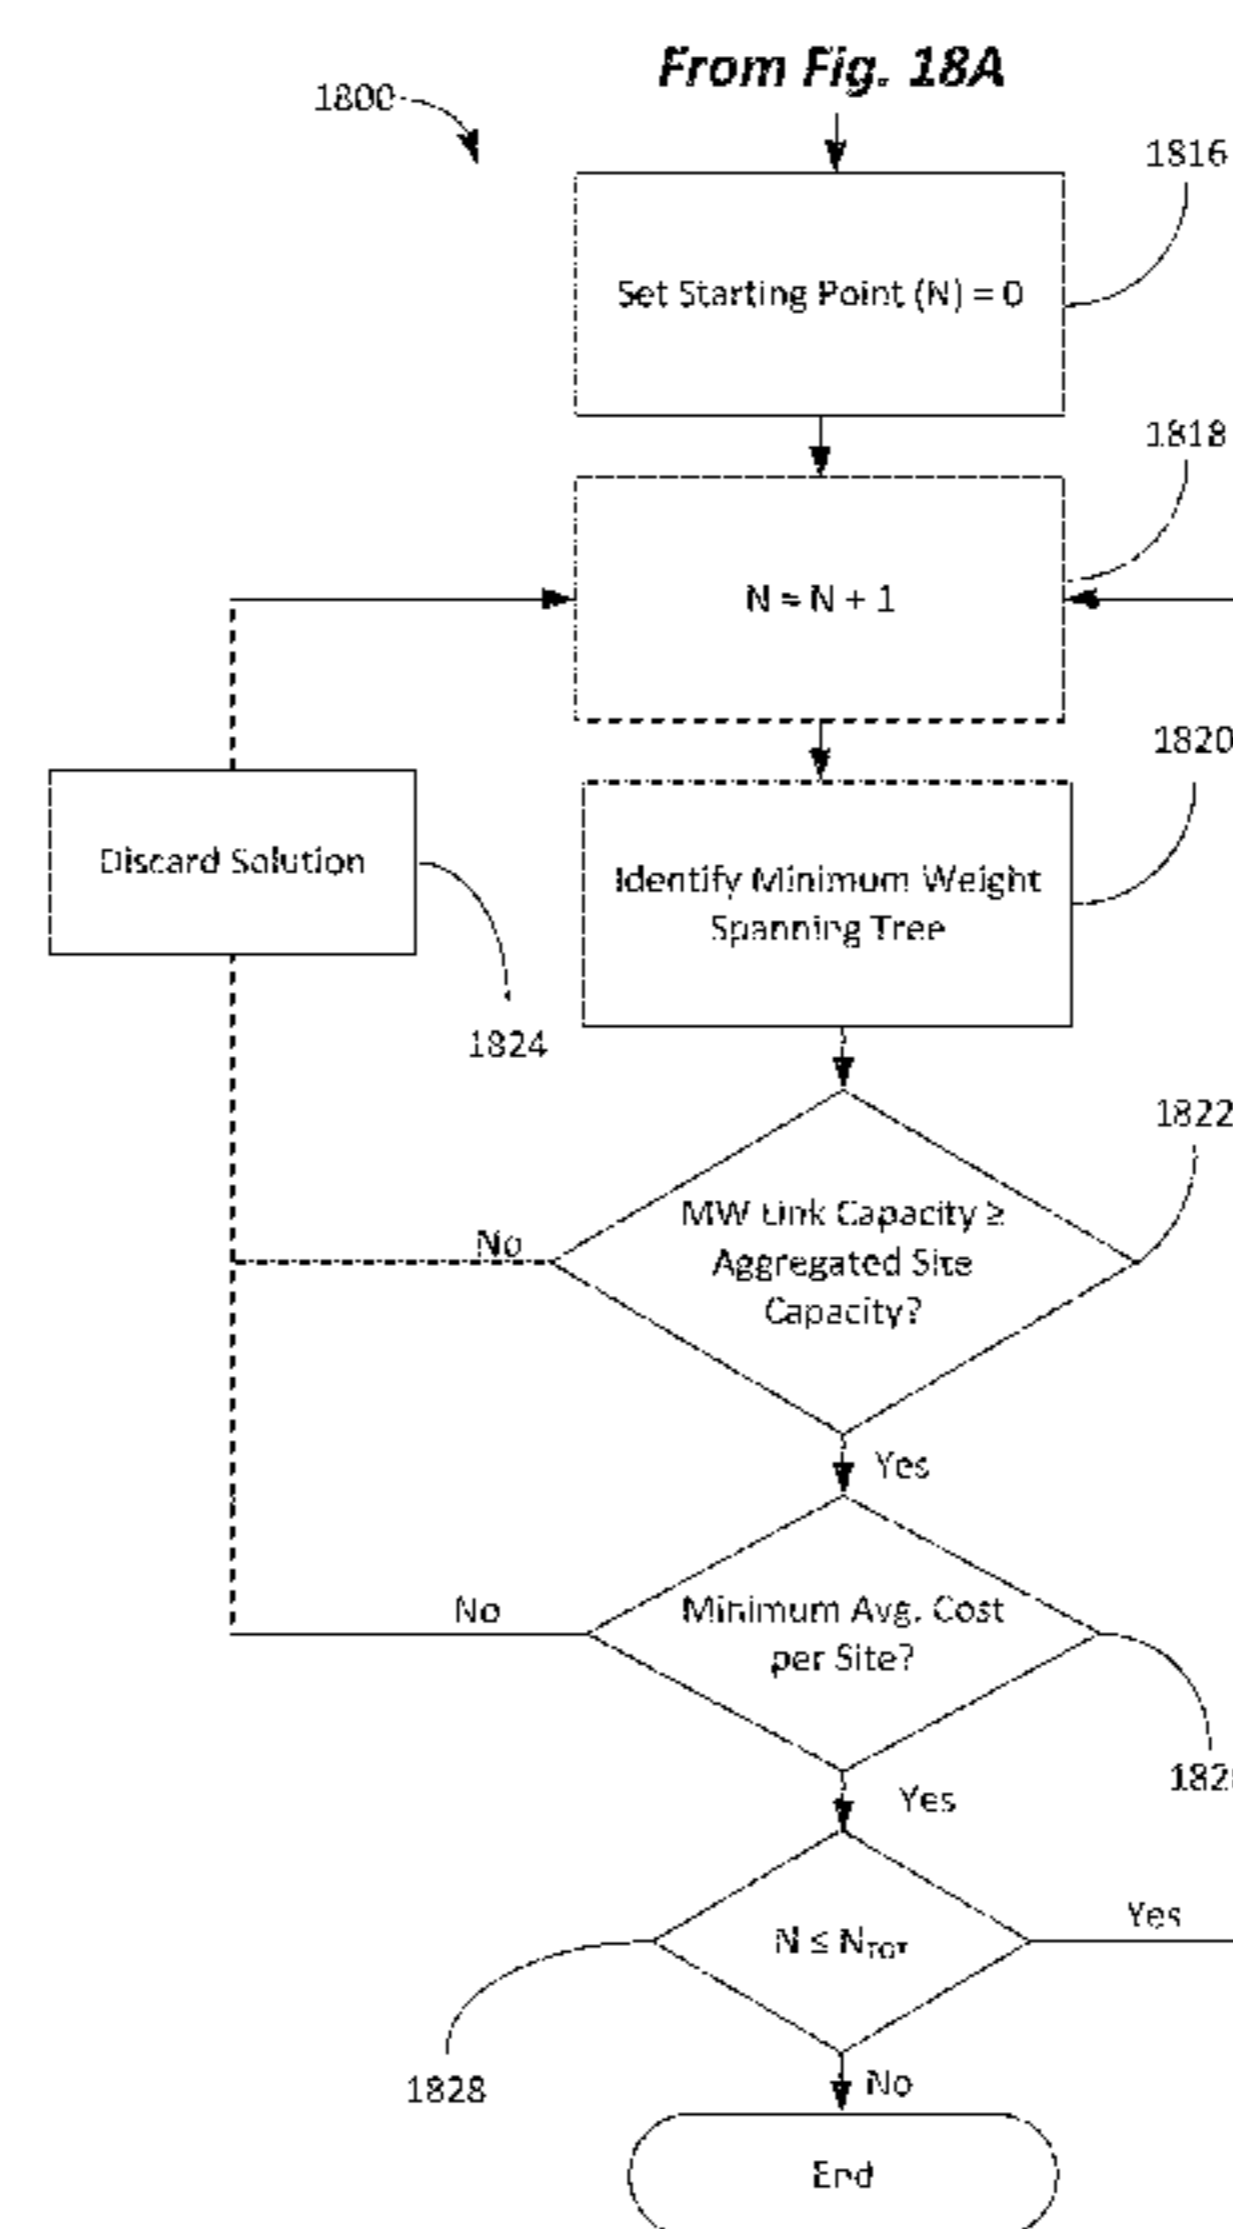 From Fig. 18A
1800
1816
Set Starting Point (N) = 0
1818
N = N + 1
1820
Discard Solution
Identify Minimum Weight
Spanning Tree
1824
1822
MW Link Capacity ≥
Aggregated Site
Capacity?
No
Yes
No
Minimum Avg. Cost
per Site?
Yes
N ≤ NTOT
Yes
1828
No
End